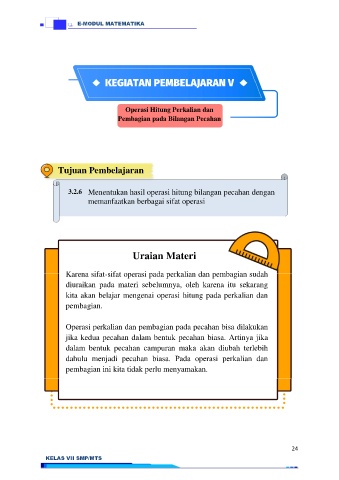 E-MODUL MATEMATIKA
KEGIATAN PEMBELAJARAN V
Operasi Hitung Perkalian dan
Pembagian pada Bilangan Pecahan
Tujuan Pembelajaran
3.2.6 Menentukan hasil operasi hitung bilangan pecahan dengan
memanfaatkan berbagai sifat operasi
Uraian Materi
Karena sifat-sifat operasi pada perkalian dan pembagian sudah
diuraikan pada materi sebelumnya, oleh karena itu sekarang
kita akan belajar mengenai operasi hitung pada perkalian dan
pembagian.
Operasi perkalian dan pembagian pada pecahan bisa dilakukan
jika kedua pecahan dalam bentuk pecahan biasa. Artinya jika
dalam bentuk pecahan campuran maka akan diubah terlebih
dahulu menjadi pecahan biasa. Pada operasi perkalian dan
pembagian ini kita tidak perlu menyamakan.
24
KELAS VII SMP/MTS